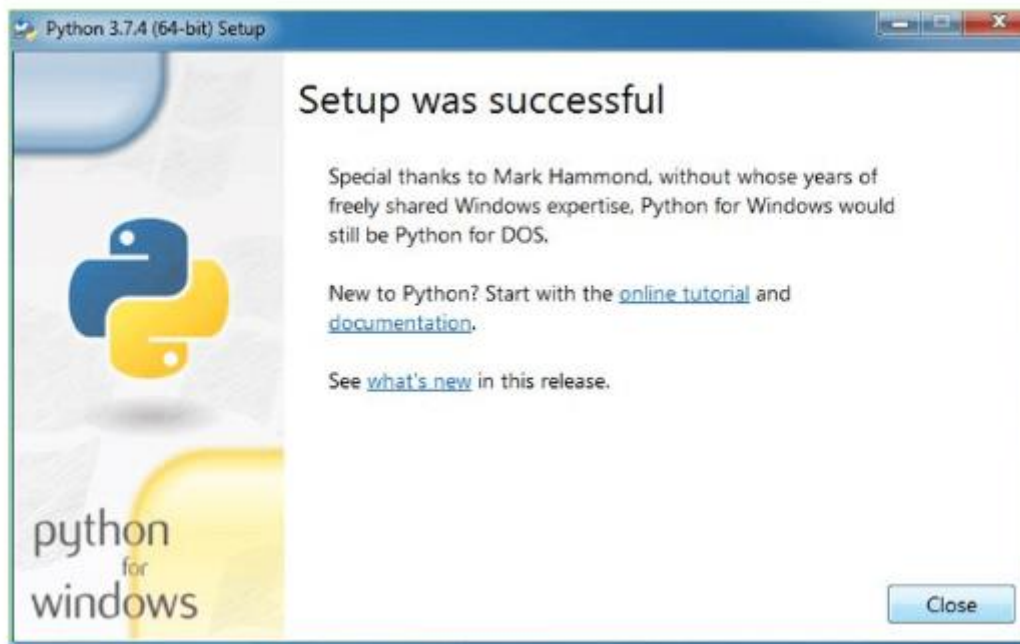 Python 3.7.4 (64-bit) Setup
Setup was successful
Special thanks to Mark Hammond, without whose years of
freely shared Windows expertise, Python for Windows would
still be Python for DOS.
New to Python? Start with the online tutorial and
documentation.
See what's new in this release.
python
for
windows
Close